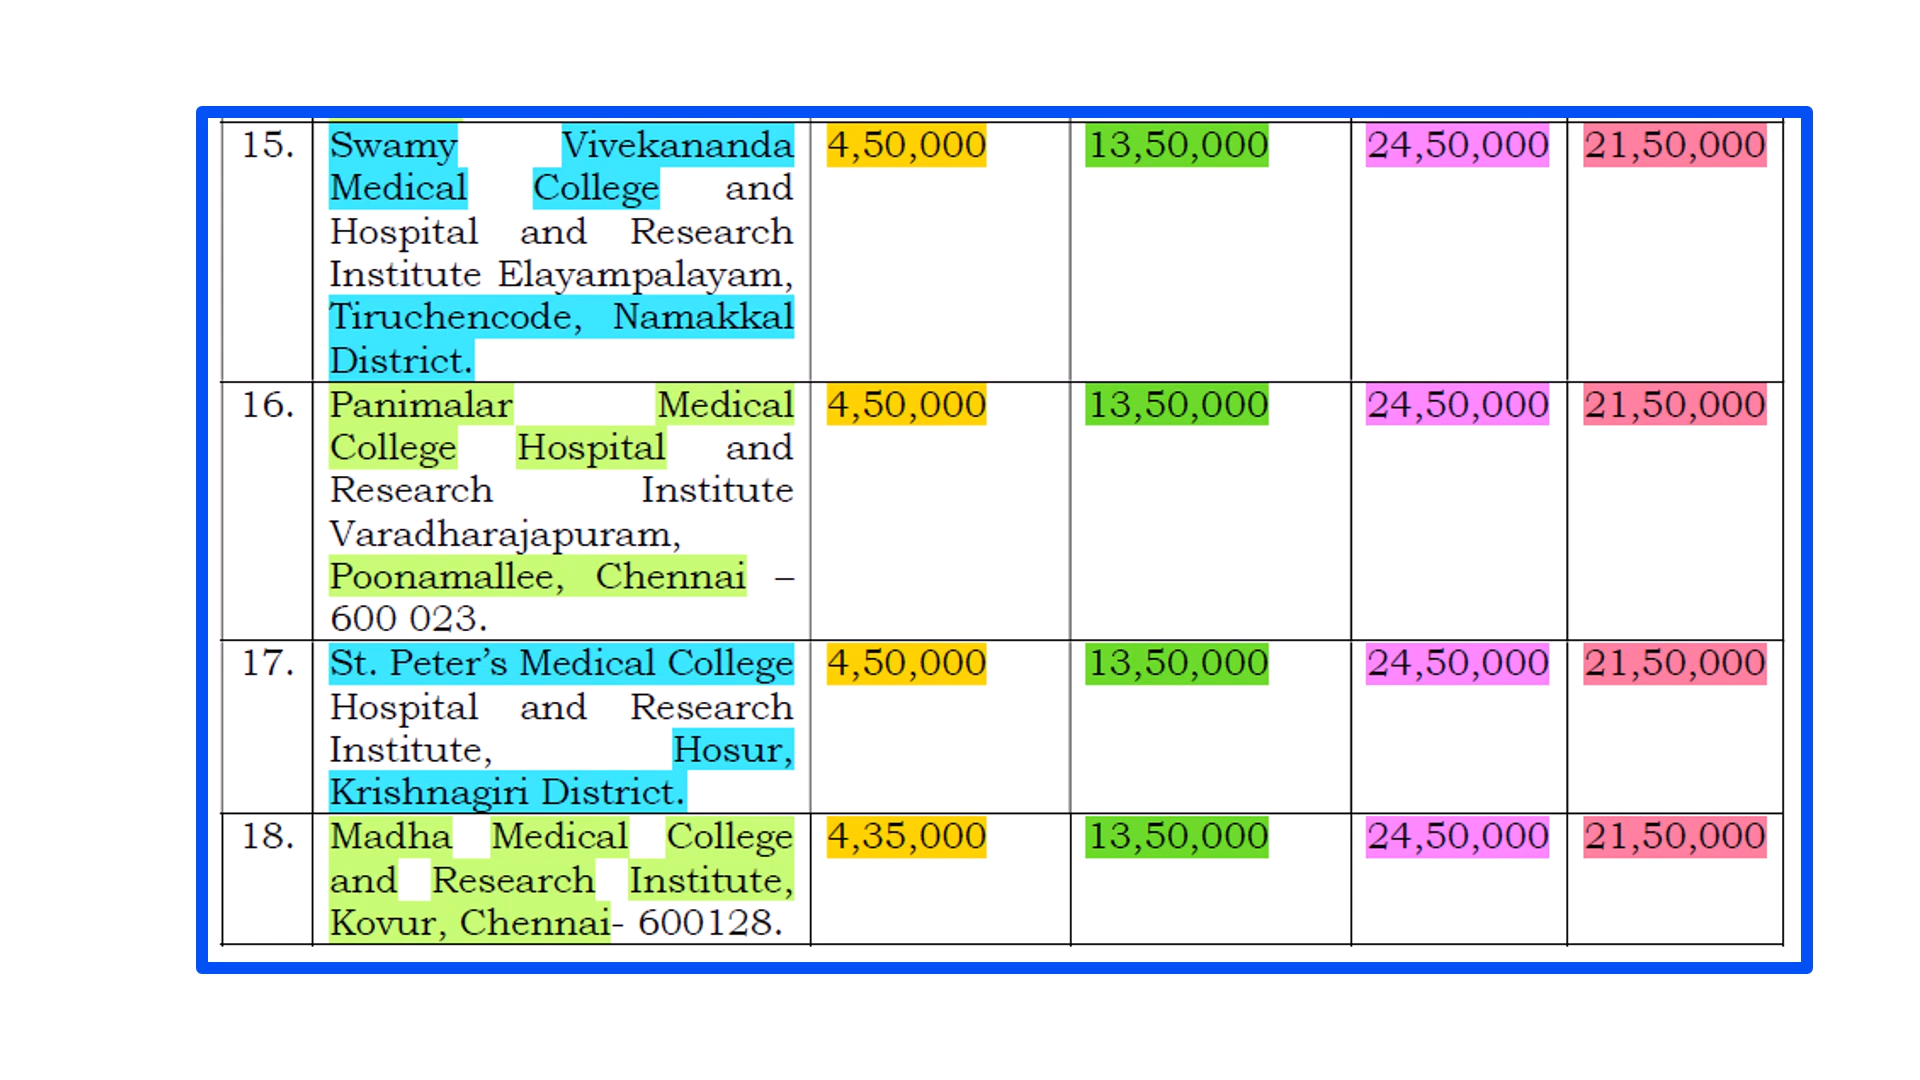 15. Swamy Vivekananda 4,50,000 13,50,000 24,50,000 21,50,000
Medical College and
Hospital and Research
Institute Elayampalayam,
Tiruchencode, Namakkal
District.
16. Panimalar Medical 4,50,000 13,50,000 24,50,000 21,50,000
College Hospital and
Research Institute
Varadharajapuram,
Poonamallee, Chennai –
600 023.
17. St. Peter’s Medical College 4,50,000 13,50,000 24,50,000 21,50,000
Hospital and Research
Institute, Hosur,
Krishnagiri District.
18. Madha Medical College 4,35,000 13,50,000 24,50,000 21,50,000
and Research Institute,
Kovur, Chennai- 600128.